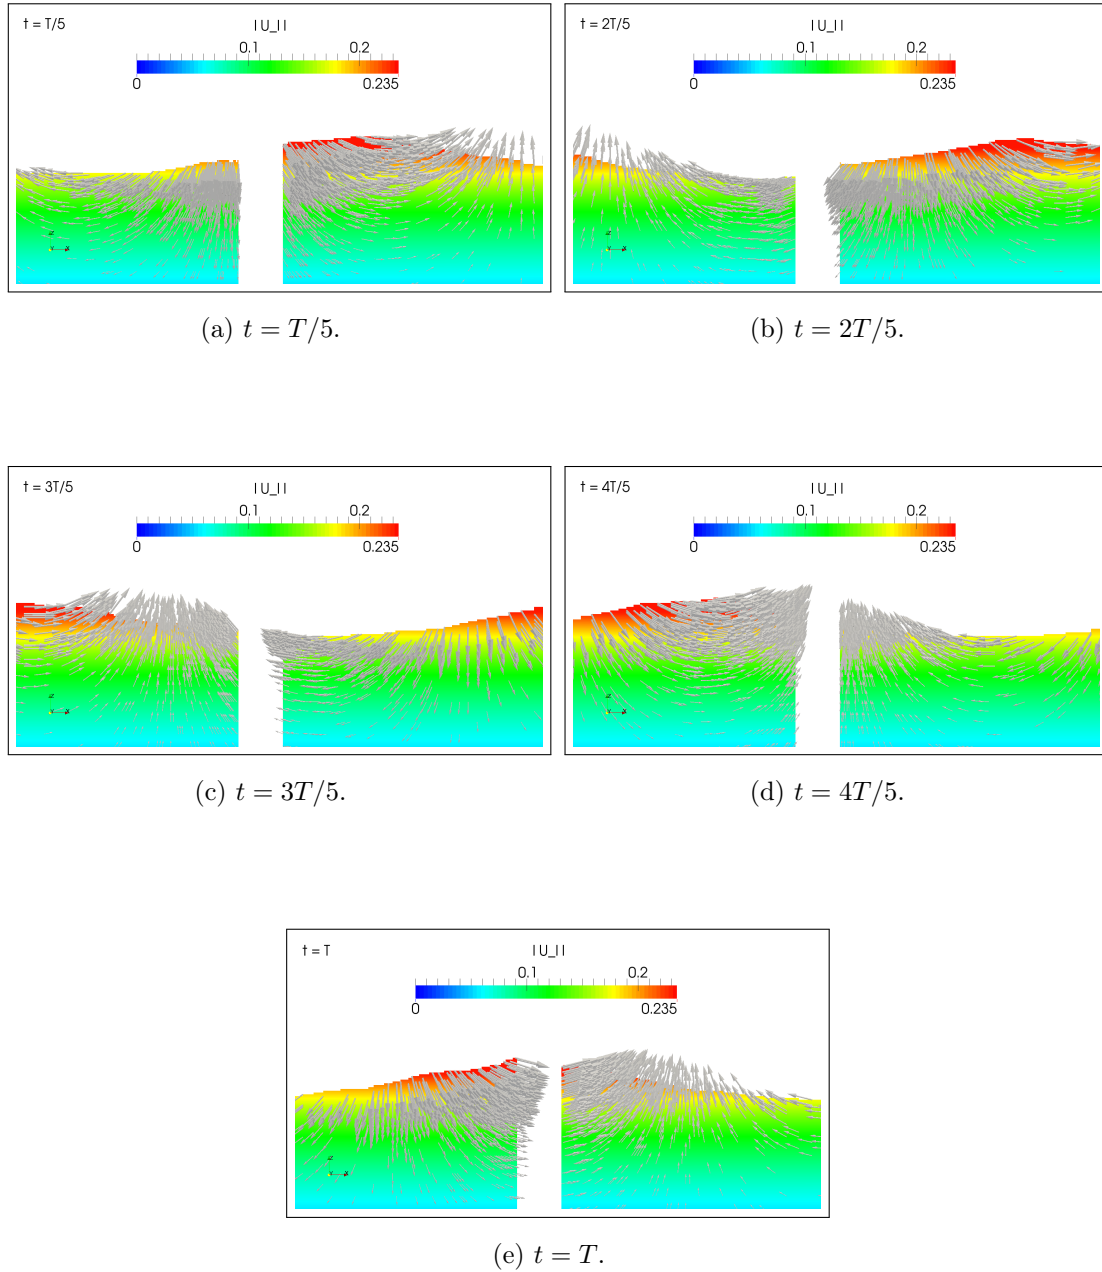 t = T/5
| U_ |
0.1 0.2
0 0.235
(a) t = T/5.
t = 2T/5
| U_ |
0.1 0.2
0 0.235
(b) t = 2T/5.
t = 3T/5
| U_ |
0.1 0.2
0 0.235
(c) t = 3T/5.
t = 4T/5
| U_ |
0.1 0.2
0 0.235
(d) t = 4T/5.
t = T
| U_ |
0.1 0.2
0 0.235
(e) t = T.